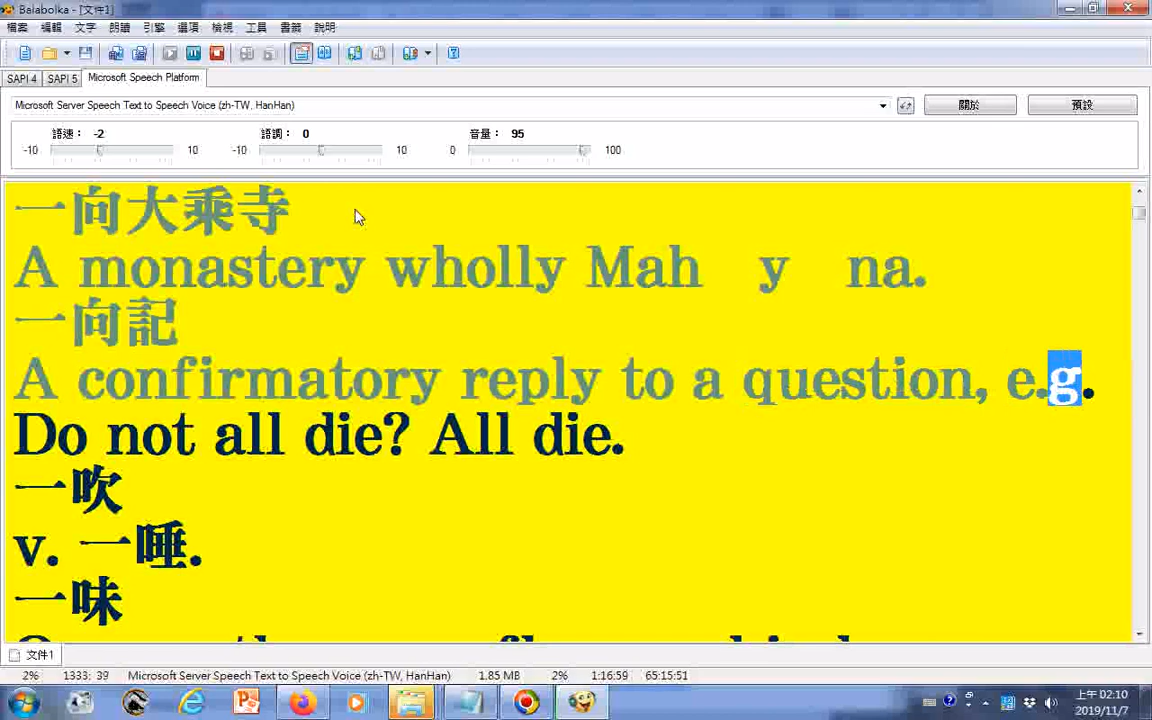 Balabolka - [文件1]
檔案 編輯 文字 朗讀 引擎 選項 檢視 工具 書籤 說明
SAPI 4 SAPI 5 Microsoft Speech Platform
Microsoft Server Speech Text to Speech Voice (zh-TW, HanHan) 關於 預設
語速： -2 語調： 0 音量： 95
-10 10 -10 10 0 100
一向大乘寺
A monastery wholly Mah y na.
一向記
A confirmatory reply to a question, e.g.
Do not all die? All die.
一吹
v. 一唾.
一味
文件1
2% 1333: 39 Microsoft Server Speech Text to Speech Voice (zh-TW, HanHan) 1.85 MB 2% 1:16:59 65:15:51
上午 02:10
2019/11/7